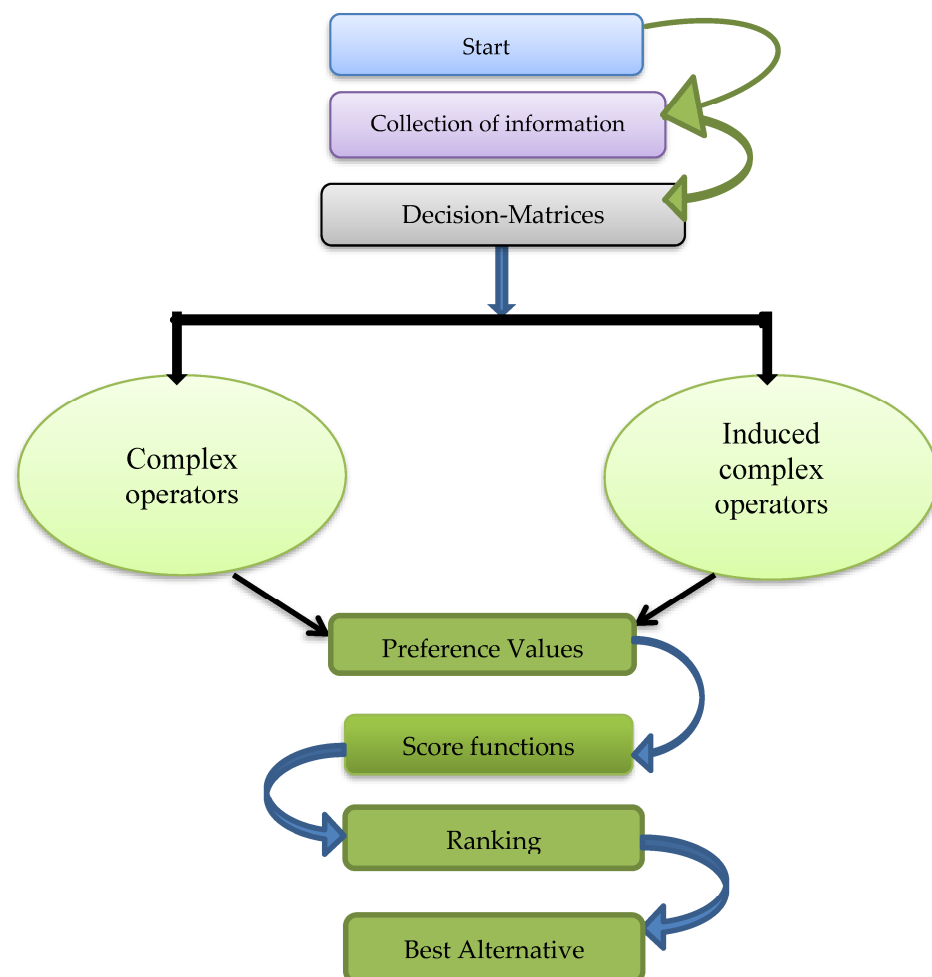 Start
Collection of information
Decision-Matrices
Complex
operators
Induced
complex
operators
Preference Values
Score functions
Ranking
Best Alternative